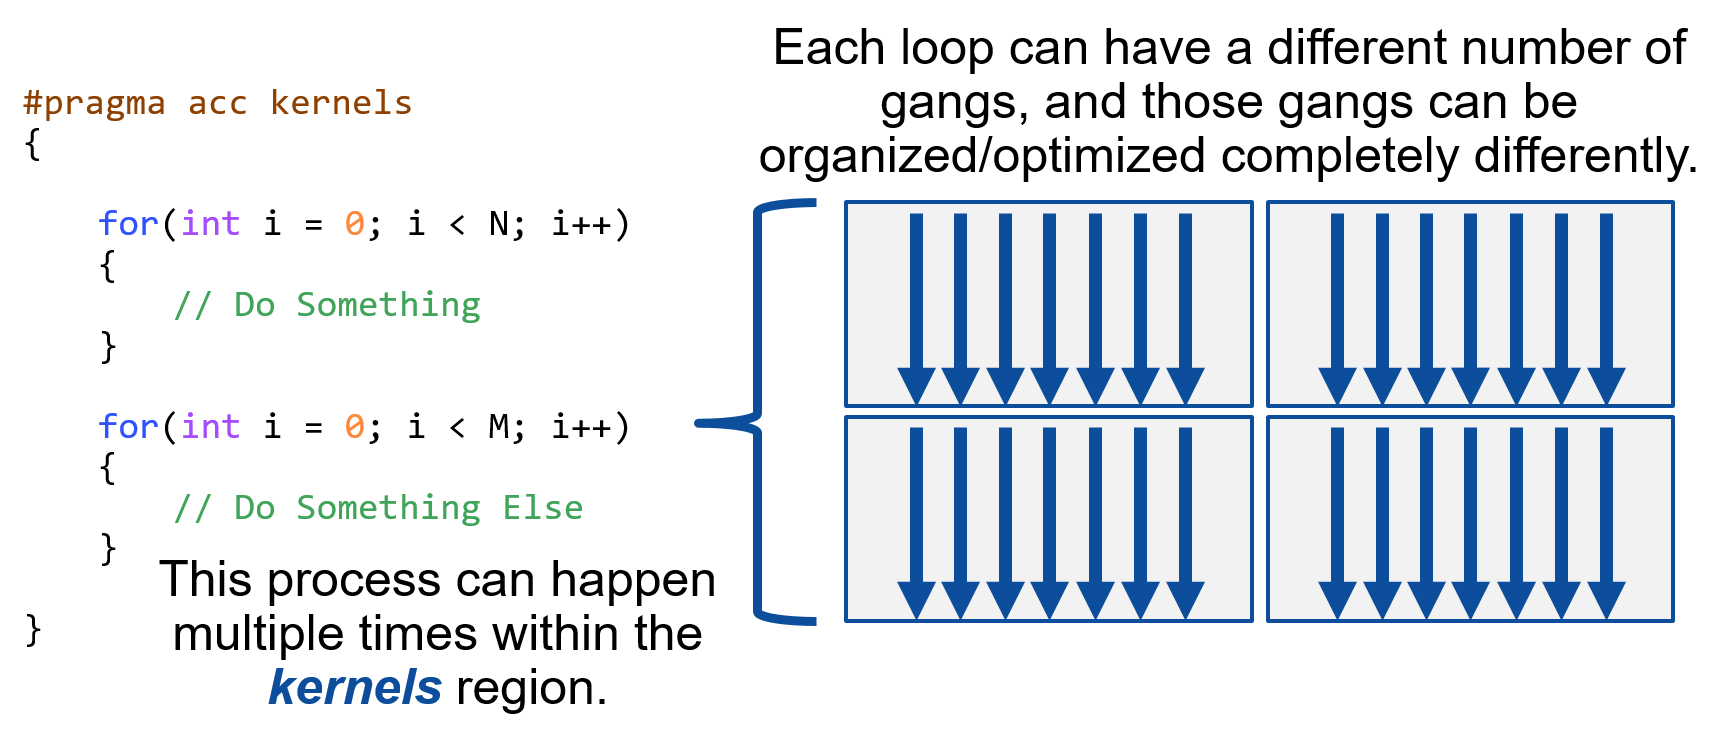 #pragma acc kernels
{
for(int i = 0; i < N; i++)
{
// Do Something
}
for(int i = 0; i < M; i++)
{
// Do Something Else
}
}
This process can happen
multiple times within the
kernels region.
Each loop can have a different number of
gangs, and those gangs can be
organized/optimized completely differently.